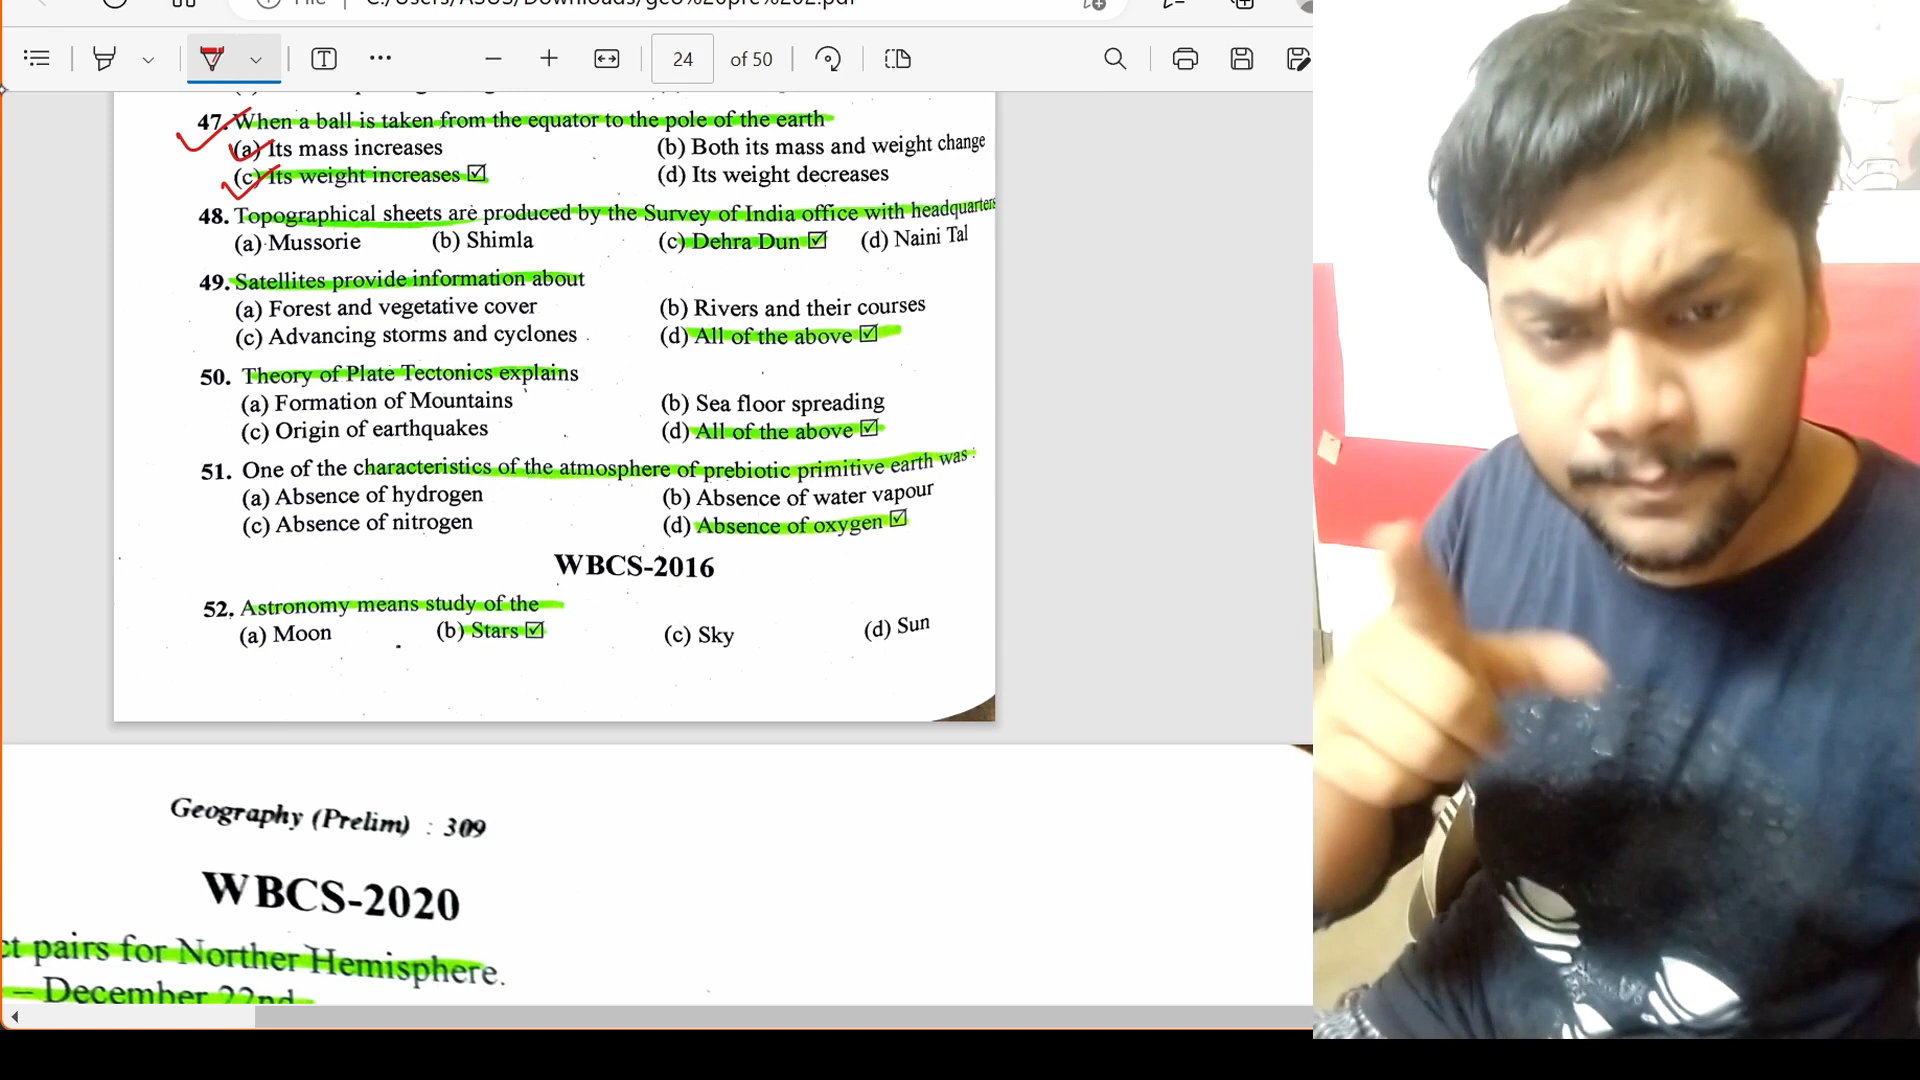 24 of 50
47. When a ball is taken from the equator to the pole of the earth
(a) Its mass increases (b) Both its mass and weight change
(c) Its weight increases ☑ (d) Its weight decreases
48. Topographical sheets are produced by the Survey of India office with headquarters
(a) Mussorie (b) Shimla (c) Dehra Dun ☑ (d) Naini Tal
49. Satellites provide information about
(a) Forest and vegetative cover (b) Rivers and their courses
(c) Advancing storms and cyclones (d) All of the above ☑
50. Theory of Plate Tectonics explains
(a) Formation of Mountains (b) Sea floor spreading
(c) Origin of earthquakes (d) All of the above ☑
51. One of the characteristics of the atmosphere of prebiotic primitive earth was :
(a) Absence of hydrogen (b) Absence of water vapour
(c) Absence of nitrogen (d) Absence of oxygen ☑
WBCS-2016
52. Astronomy means study of the
(a) Moon (b) Stars ☑ (c) Sky (d) Sun
Geography (Prelim) : 309
WBCS-2020
ct pairs for Norther Hemisphere.
– December 22nd